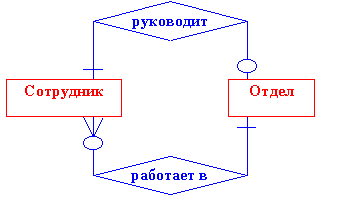 руководит
Сотрудник
Отдел
работает в